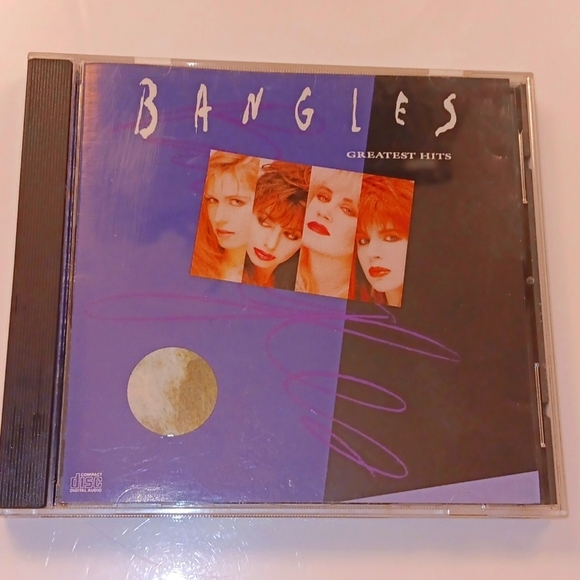 BANGLES
GREATEST HITS
COMPACT
disc
DIGITAL AUDIO